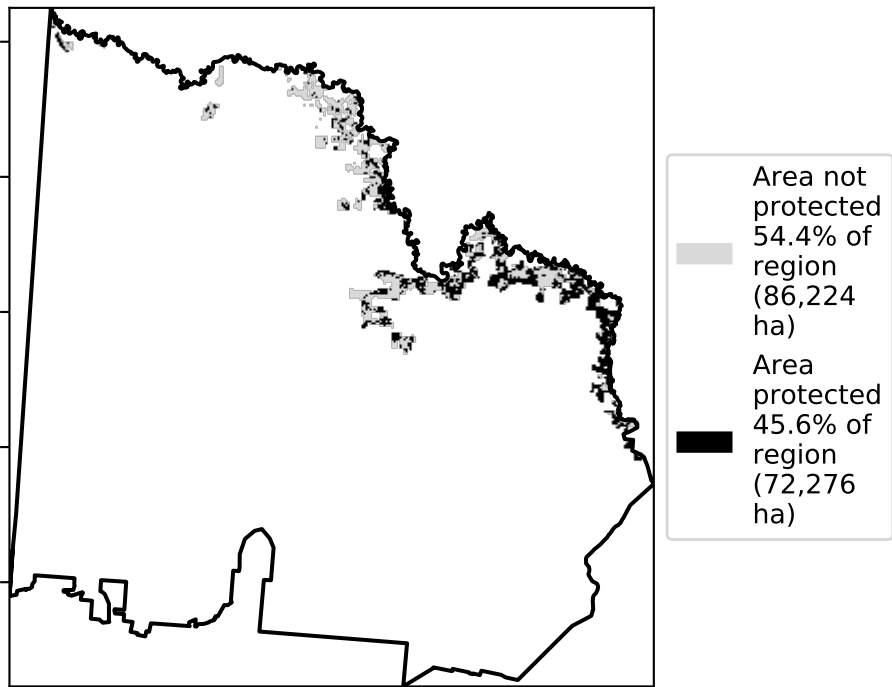 Area not
protected
54.4% of
region
(86,224
ha)
Area
protected
45.6% of
region
(72,276
ha)